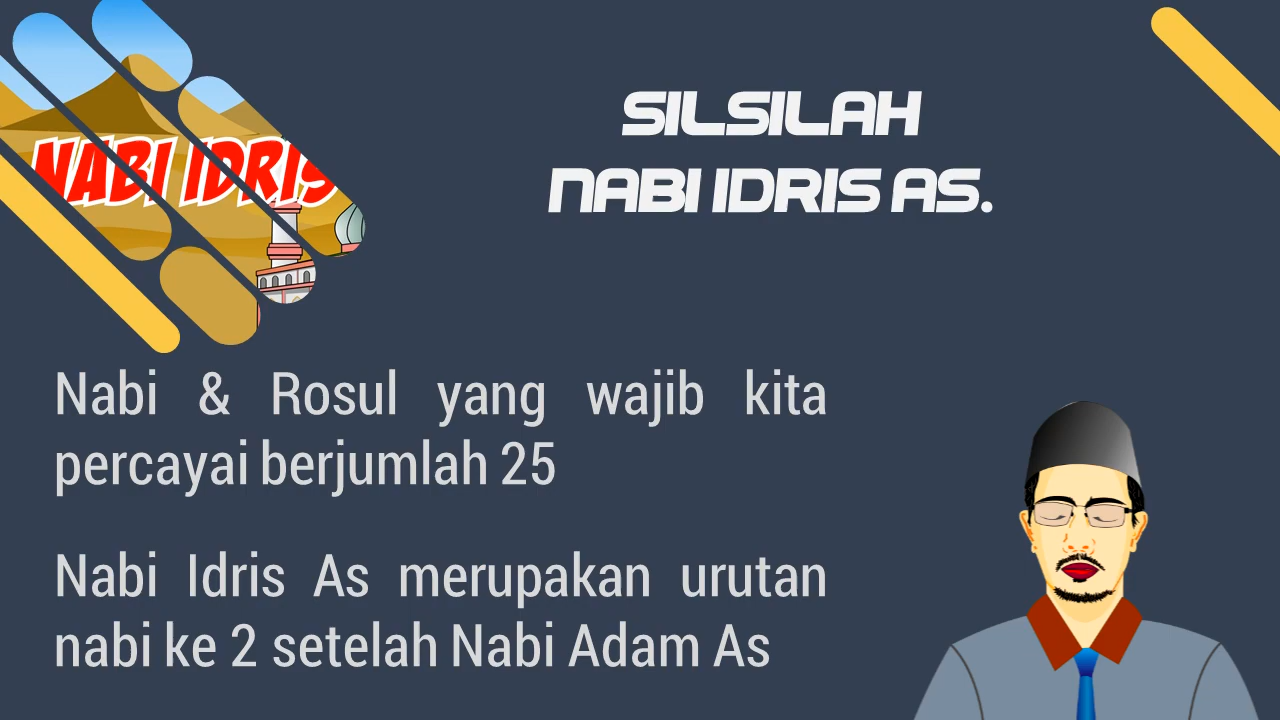 NABI IDRIS
SILSILAH
NABI IDRIS AS.
Nabi & Rosul yang wajib kita
percayai berjumlah 25
Nabi Idris As merupakan urutan
nabi ke 2 setelah Nabi Adam As